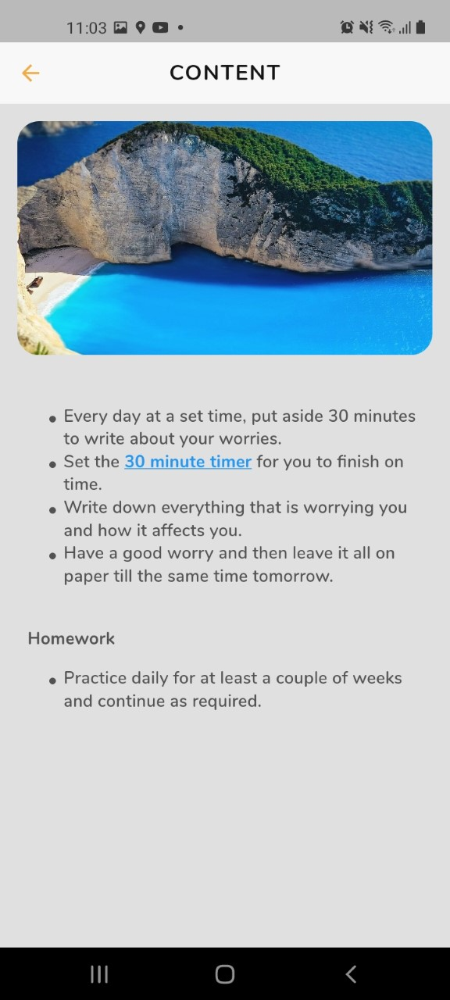 11:03
CONTENT
• Every day at a set time, put aside 30 minutes
to write about your worries.
• Set the 30 minute timer for you to finish on
time.
• Write down everything that is worrying you
and how it affects you.
• Have a good worry and then leave it all on
paper till the same time tomorrow.
Homework
• Practice daily for at least a couple of weeks
and continue as required.